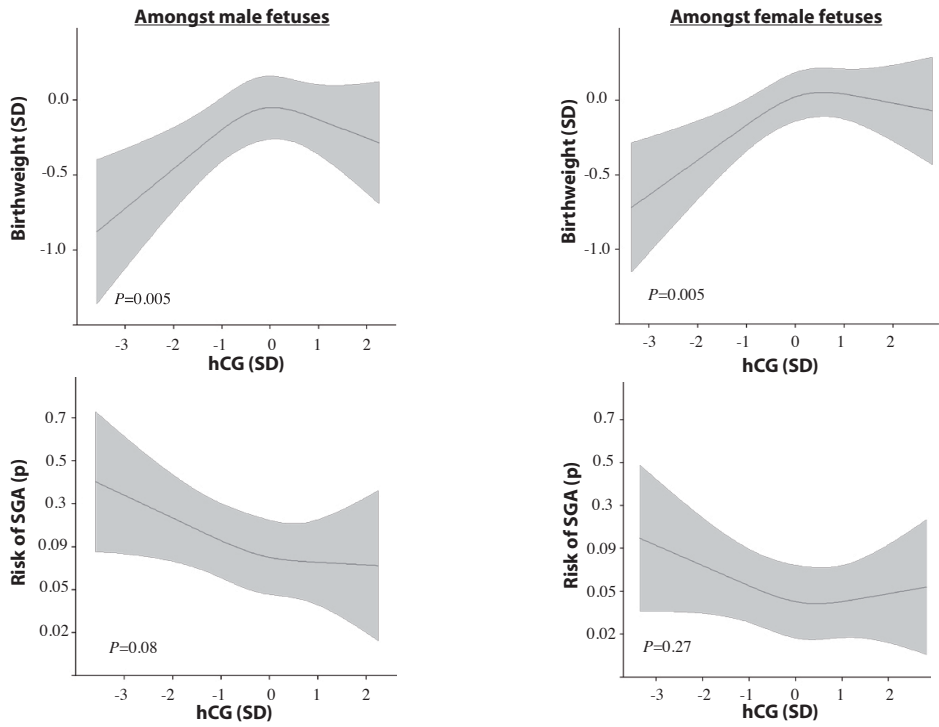 Amongst male fetuses
Birthweight (SD)
0.0
-0.5
-1.0
P=0.005
-3 -2 -1 0 1 2
hCG (SD)
Amongst female fetuses
Birthweight (SD)
0.0
-0.5
-1.0
P=0.005
-3 -2 -1 0 1 2
hCG (SD)
Risk of SGA (p)
0.7
0.5
0.3
0.09
0.05
0.02
P=0.08
-3 -2 -1 0 1 2
hCG (SD)
Risk of SGA (p)
0.7
0.5
0.3
0.09
0.05
0.02
P=0.27
-3 -2 -1 0 1 2
hCG (SD)